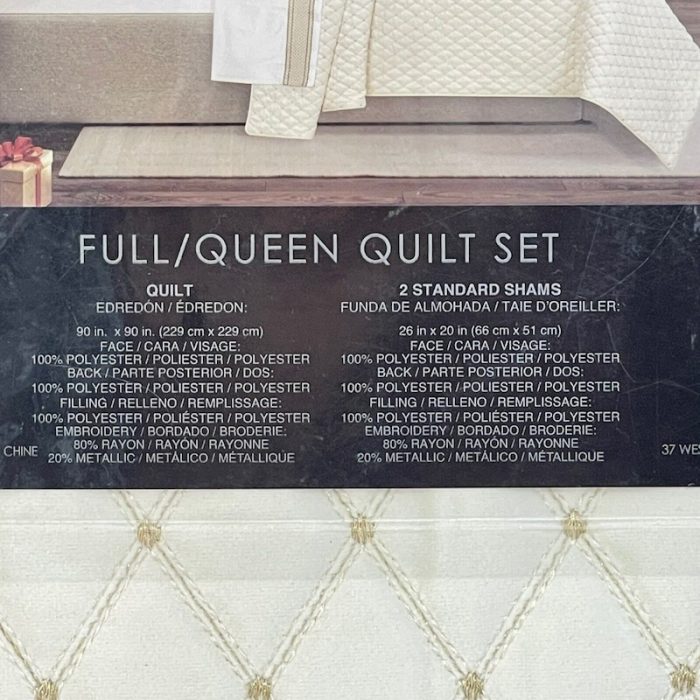 FULL/QUEEN QUILT SET
QUILT
EDREDÓN / ÉDREDON:
90 in. x 90 in. (229 cm x 229 cm)
FACE / CARA / VISAGE:
100% POLYESTER / POLIESTER / POLYESTER
BACK / PARTE POSTERIOR / DOS:
100% POLYESTER / POLIÉSTER / POLYESTER
FILLING / RELLENO / REMPLISSAGE:
100% POLYESTER / POLIÉSTER / POLYESTER
EMBROIDERY / BORDADO / BRODERIE:
80% RAYON / RAYÓN / RAYONNE
20% METALLIC / METÁLICO / MÉTALLIQUE
2 STANDARD SHAMS
FUNDA DE ALMOHADA / TAIE D'OREILLER:
26 in x 20 in (66 cm x 51 cm)
FACE / CARA / VISAGE:
100% POLYESTER / POLIESTER / POLYESTER
BACK / PARTE POSTERIOR / DOS:
100% POLYESTER / POLIÉSTER / POLYESTER
FILLING / RELLENO / REMPLISSAGE:
100% POLYESTER / POLIÉSTER / POLYESTER
EMBROIDERY / BORDADO / BRODERIE:
80% RAYON / RAYÓN / RAYONNE
20% METALLIC / METÁLICO / MÉTALLIQUE
CHINE
37 WES